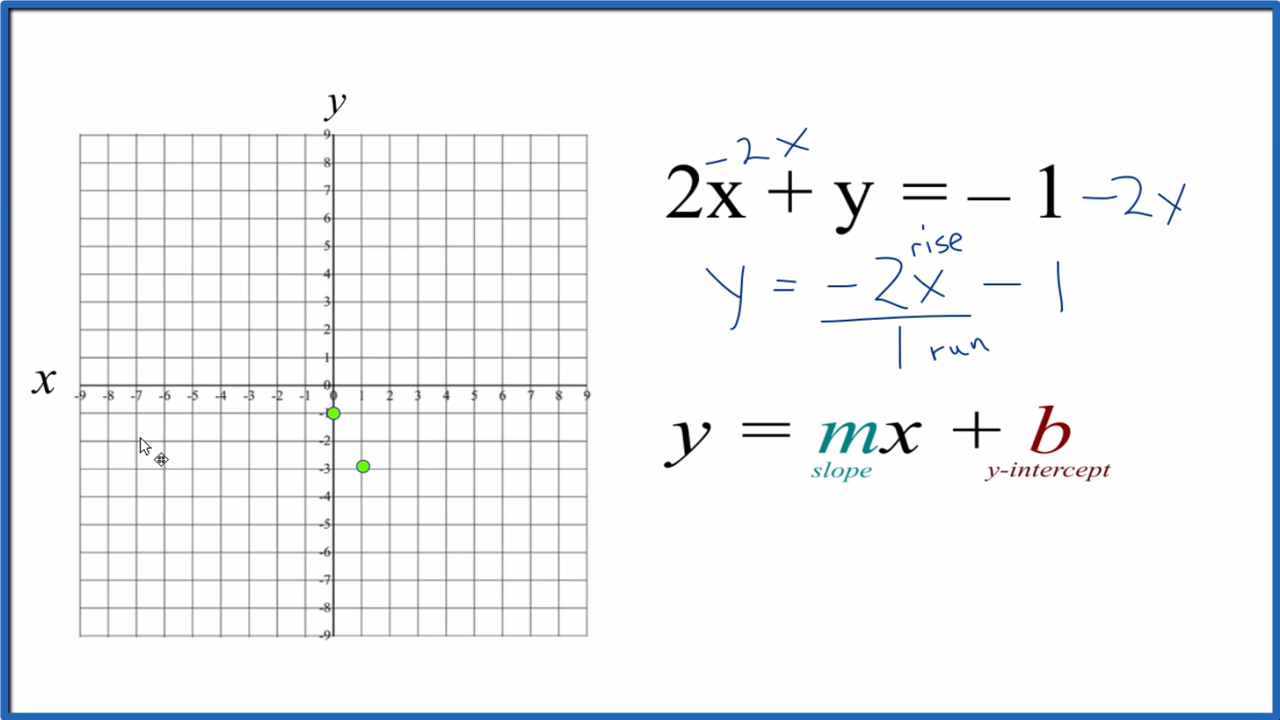 y
9
8
7
6
5
4
3
2
1
0
x
-9 -8 -7 -6 -5 -4 -3 -2 -1 0 1 2 3 4 5 6 7 8 9
-1
-2
-3
-4
-5
-6
-7
-8
-9
-2x
2x + y = – 1 -2x
rise
y = -2x - 1
1 run
y = mx + b
slope y-intercept